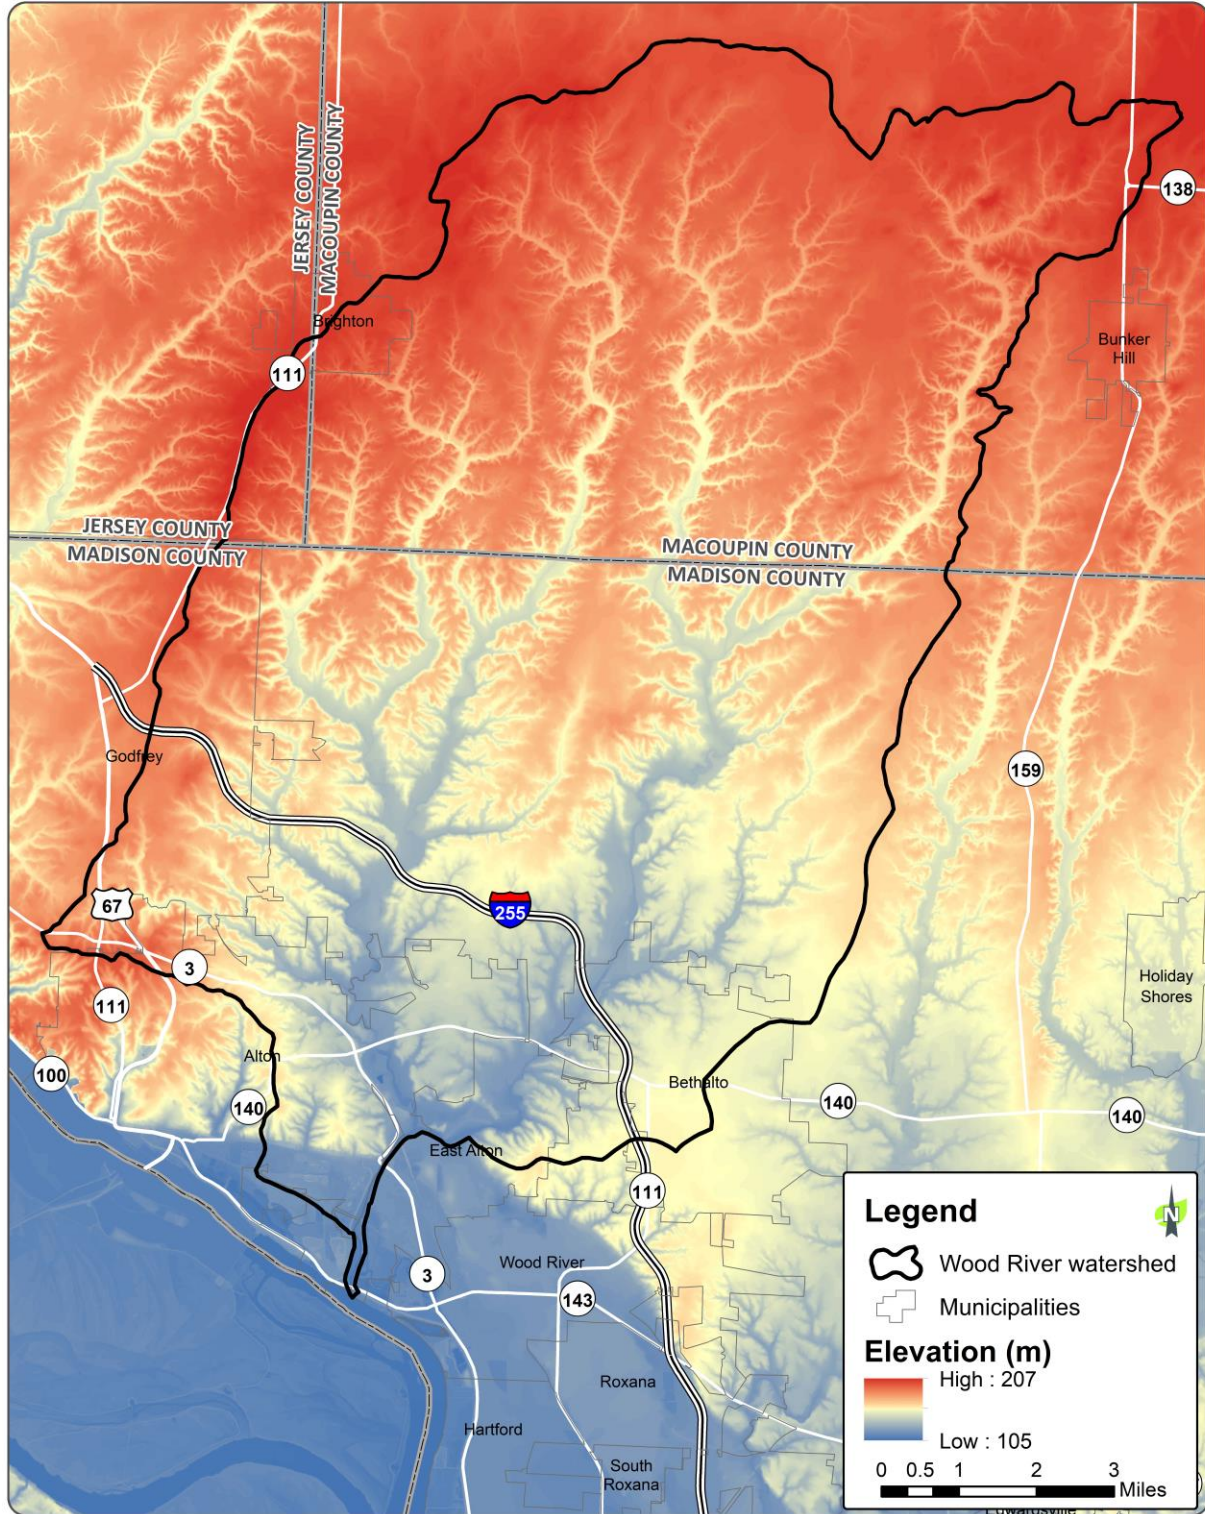 JERSEY COUNTY
MACOUPIN COUNTY
138
Brighton
111
Bunker
Hill
JERSEY COUNTY
MADISON COUNTY
MACOUPIN COUNTY
MADISON COUNTY
Godfrey
159
67
255
3
111
Holiday
Shores
Alton
100
140
Bethalto
140
140
East Alton
111
Wood River
3
143
Roxana
Hartford
South
Roxana
Legend
N
Wood River watershed
Municipalities
Elevation (m)
High : 207
Low : 105
0 0.5 1 2 3
Miles